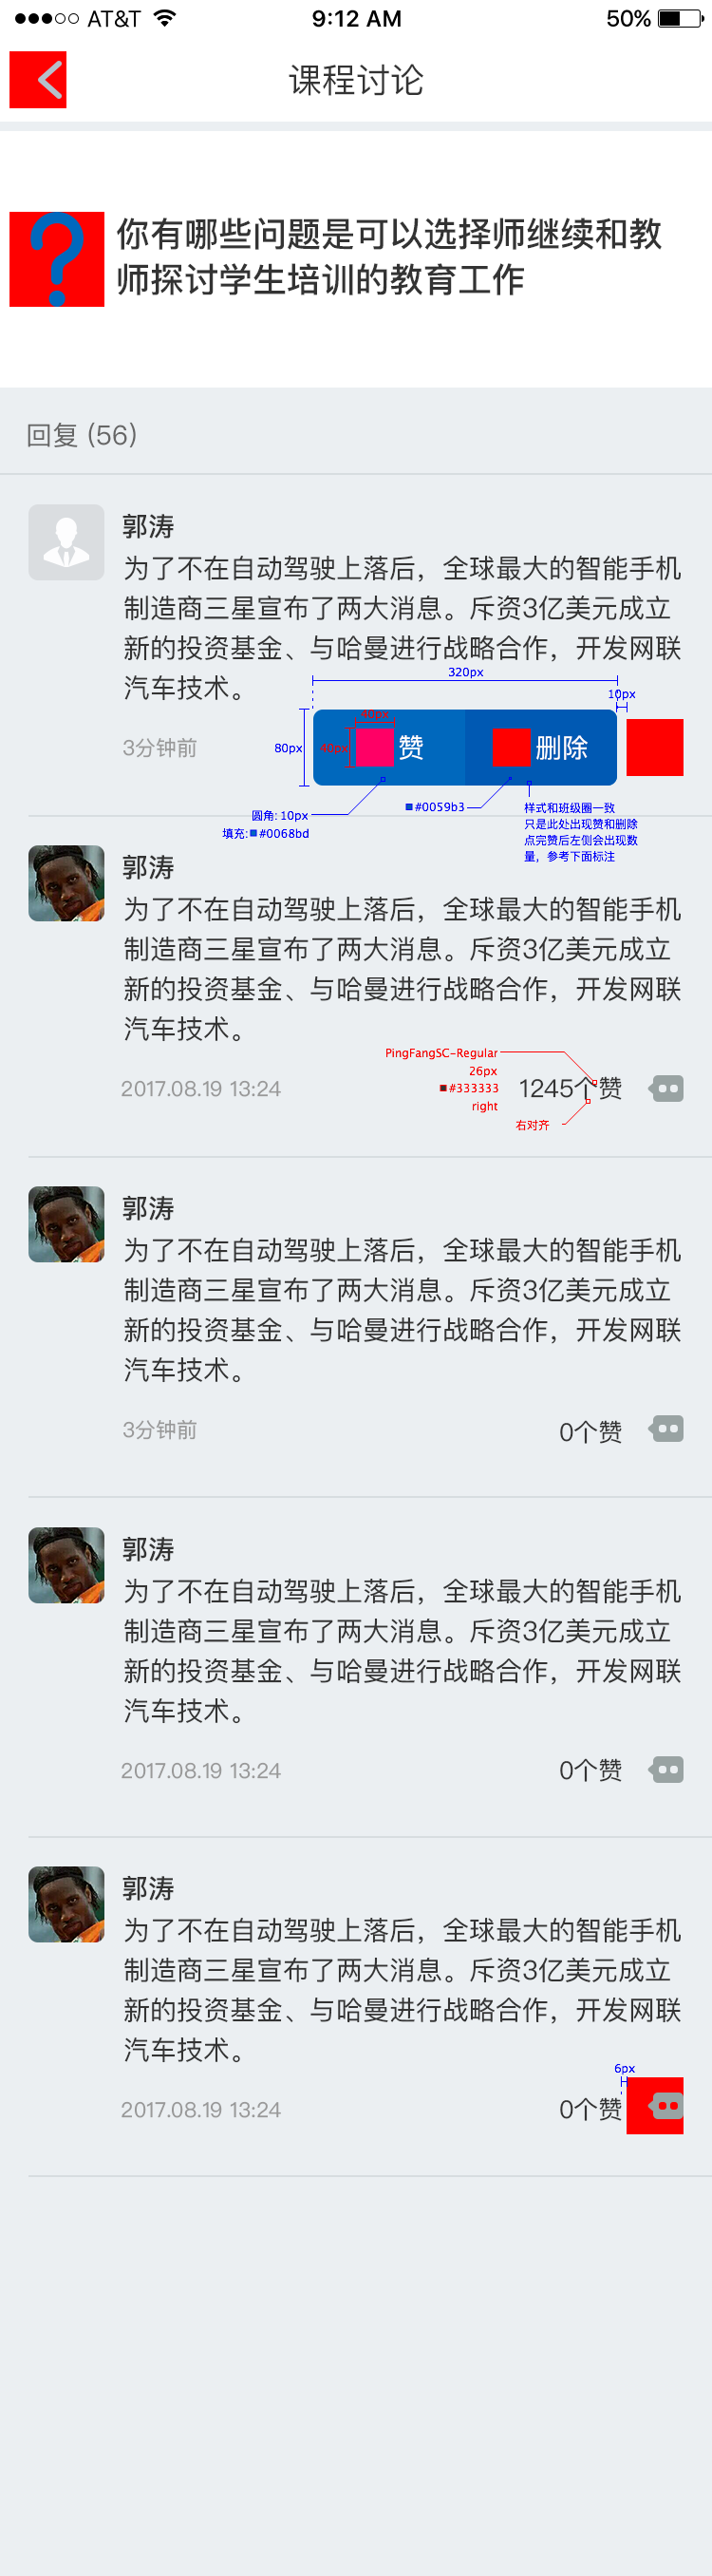 AT&T 9:12 AM 50%
课程讨论
你有哪些问题是可以选择师继续和教
师探讨学生培训的教育工作
回复 (56)
郭涛
为了不在自动驾驶上落后，全球最大的智能手机
制造商三星宣布了两大消息。斥资3亿美元成立
新的投资基金、与哈曼进行战略合作，开发网联
汽车技术。
320px
10px
3分钟前
80px
40px
40px
赞
删除
圆角: 10px
填充: #0068bd
#0059b3
样式和班级圈一致
只是此处出现赞和删除
点完赞后左侧会出现数
量，参考下面标注
郭涛
为了不在自动驾驶上落后，全球最大的智能手机
制造商三星宣布了两大消息。斥资3亿美元成立
新的投资基金、与哈曼进行战略合作，开发网联
汽车技术。
PingFangSC-Regular
26px
#333333
right
右对齐
2017.08.19 13:24
1245个赞
郭涛
为了不在自动驾驶上落后，全球最大的智能手机
制造商三星宣布了两大消息。斥资3亿美元成立
新的投资基金、与哈曼进行战略合作，开发网联
汽车技术。
3分钟前
0个赞
郭涛
为了不在自动驾驶上落后，全球最大的智能手机
制造商三星宣布了两大消息。斥资3亿美元成立
新的投资基金、与哈曼进行战略合作，开发网联
汽车技术。
2017.08.19 13:24
0个赞
郭涛
为了不在自动驾驶上落后，全球最大的智能手机
制造商三星宣布了两大消息。斥资3亿美元成立
新的投资基金、与哈曼进行战略合作，开发网联
汽车技术。
6px
2017.08.19 13:24
0个赞